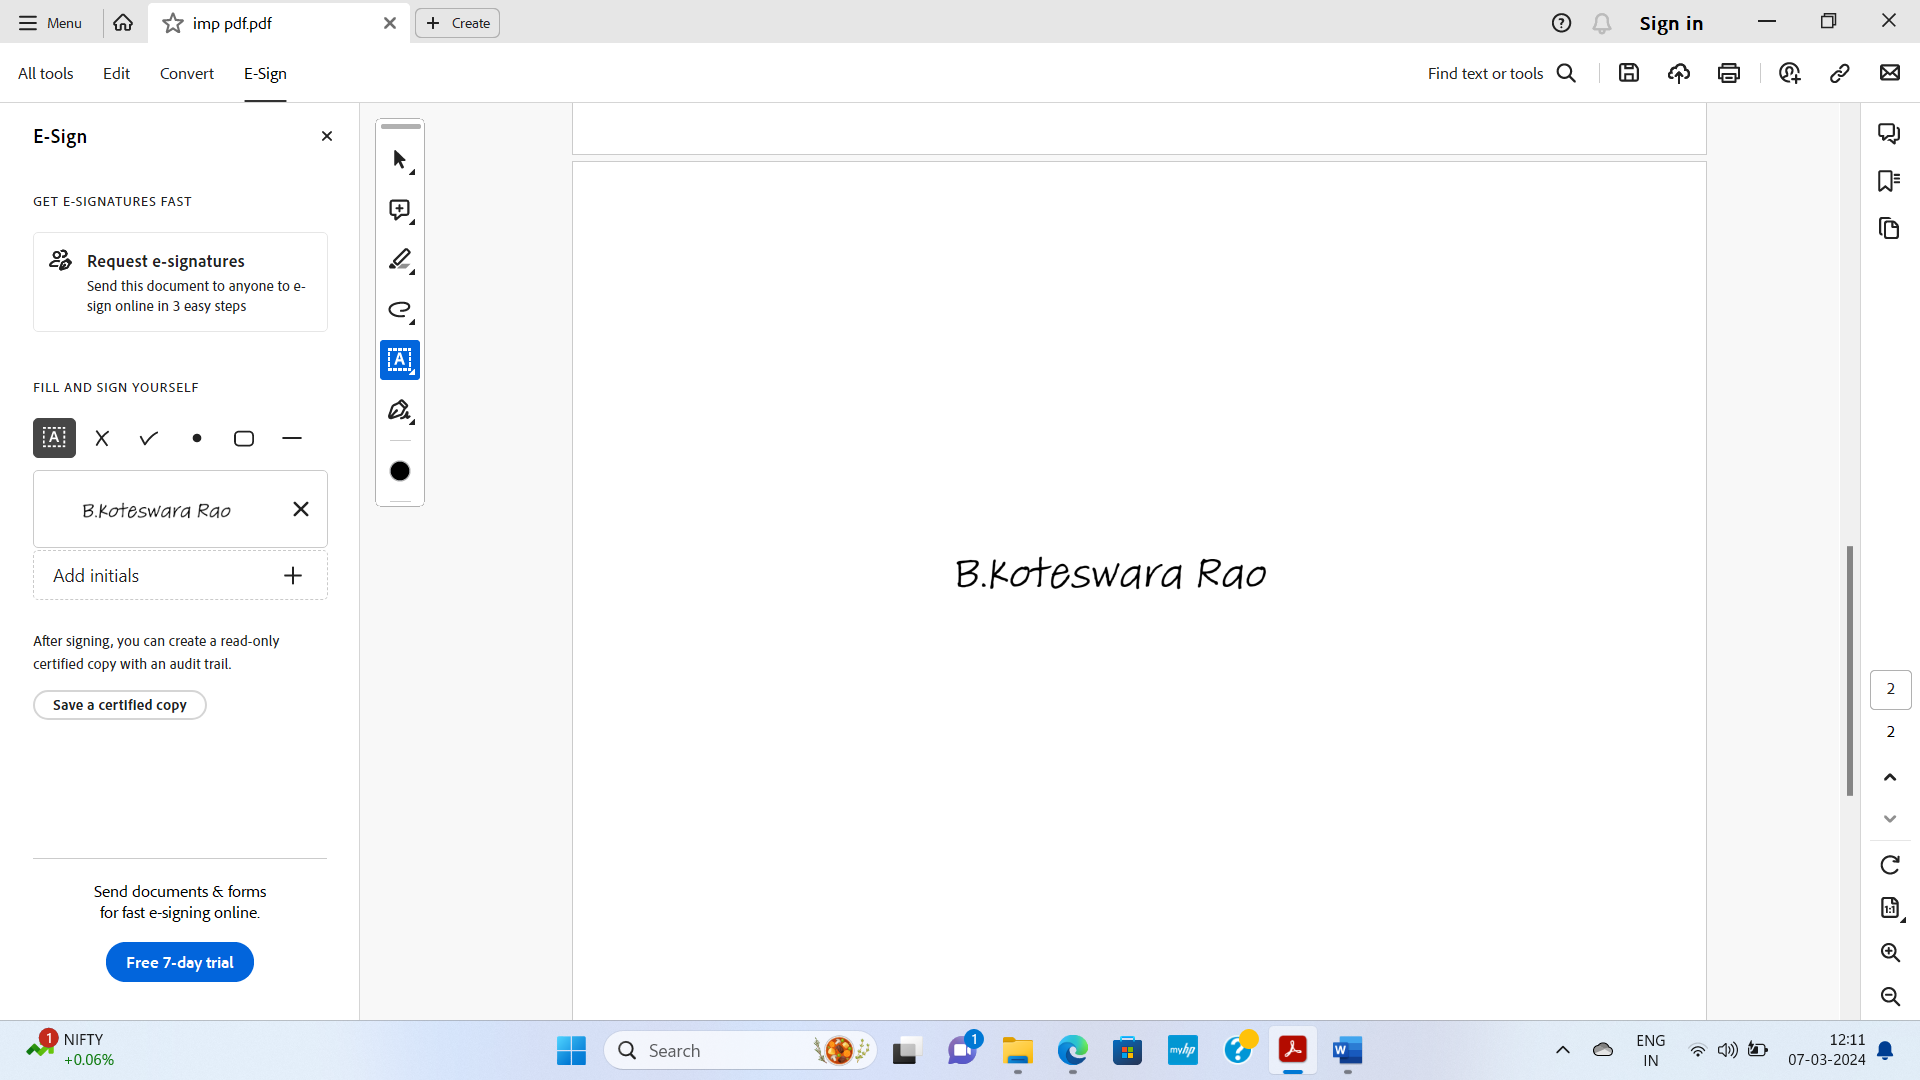 Menu
imp pdf.pdf
Create
Sign in
All tools
Edit
Convert
E-Sign
Find text or tools
E-Sign
GET E-SIGNATURES FAST
Request e-signatures
Send this document to anyone to e-
sign online in 3 easy steps
FILL AND SIGN YOURSELF
A
B.Koteswara Rao
Add initials
After signing, you can create a read-only
certified copy with an audit trail.
Save a certified copy
Send documents & forms
for fast e-signing online.
Free 7-day trial
A
B.Koteswara Rao
2
2
1:1
1
NIFTY
+0.06%
Search
1
myhp
W
ENG
IN
12:11
07-03-2024